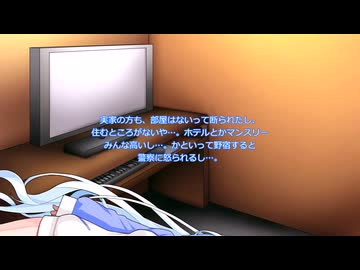 実家の方も、部屋はないって断られたし。
住むところがないや…。ホテルとかマンスリー
みんな高いし…。かといって野宿すると
警察に怒られるし…。